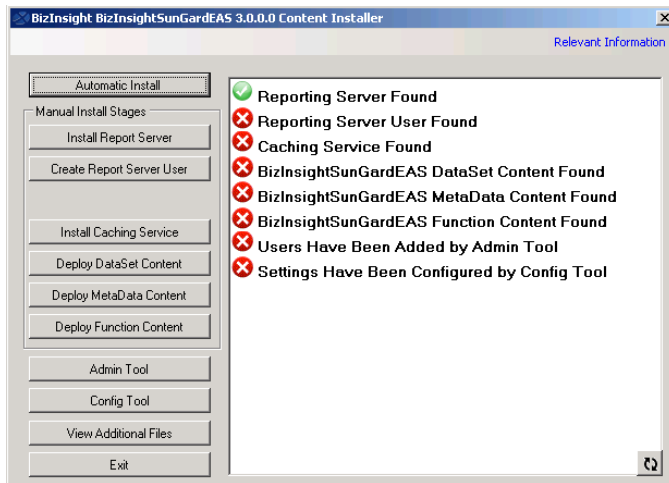 BizInsight BizInsightSunGardEAS 3.0.0.0 Content Installer
Relevant Information
Automatic Install
Manual Install Stages
Install Report Server
Create Report Server User
Install Caching Service
Deploy DataSet Content
Deploy MetaData Content
Deploy Function Content
Admin Tool
Config Tool
View Additional Files
Exit
Reporting Server Found
Reporting Server User Found
Caching Service Found
BizInsightSunGardEAS DataSet Content Found
BizInsightSunGardEAS MetaData Content Found
BizInsightSunGardEAS Function Content Found
Users Have Been Added by Admin Tool
Settings Have Been Configured by Config Tool